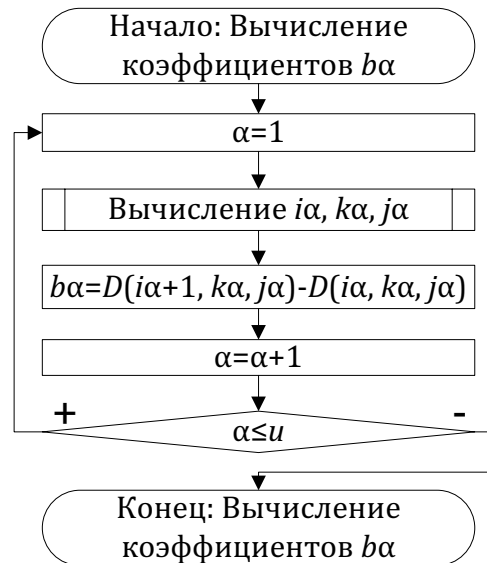 Начало: Вычисление
коэффициентов bα
α=1
Вычисление iα, kα, jα
bα=D(iα+1, kα, jα)-D(iα, kα, jα)
α=α+1
+
-
α≤u
Конец: Вычисление
коэффициентов bα